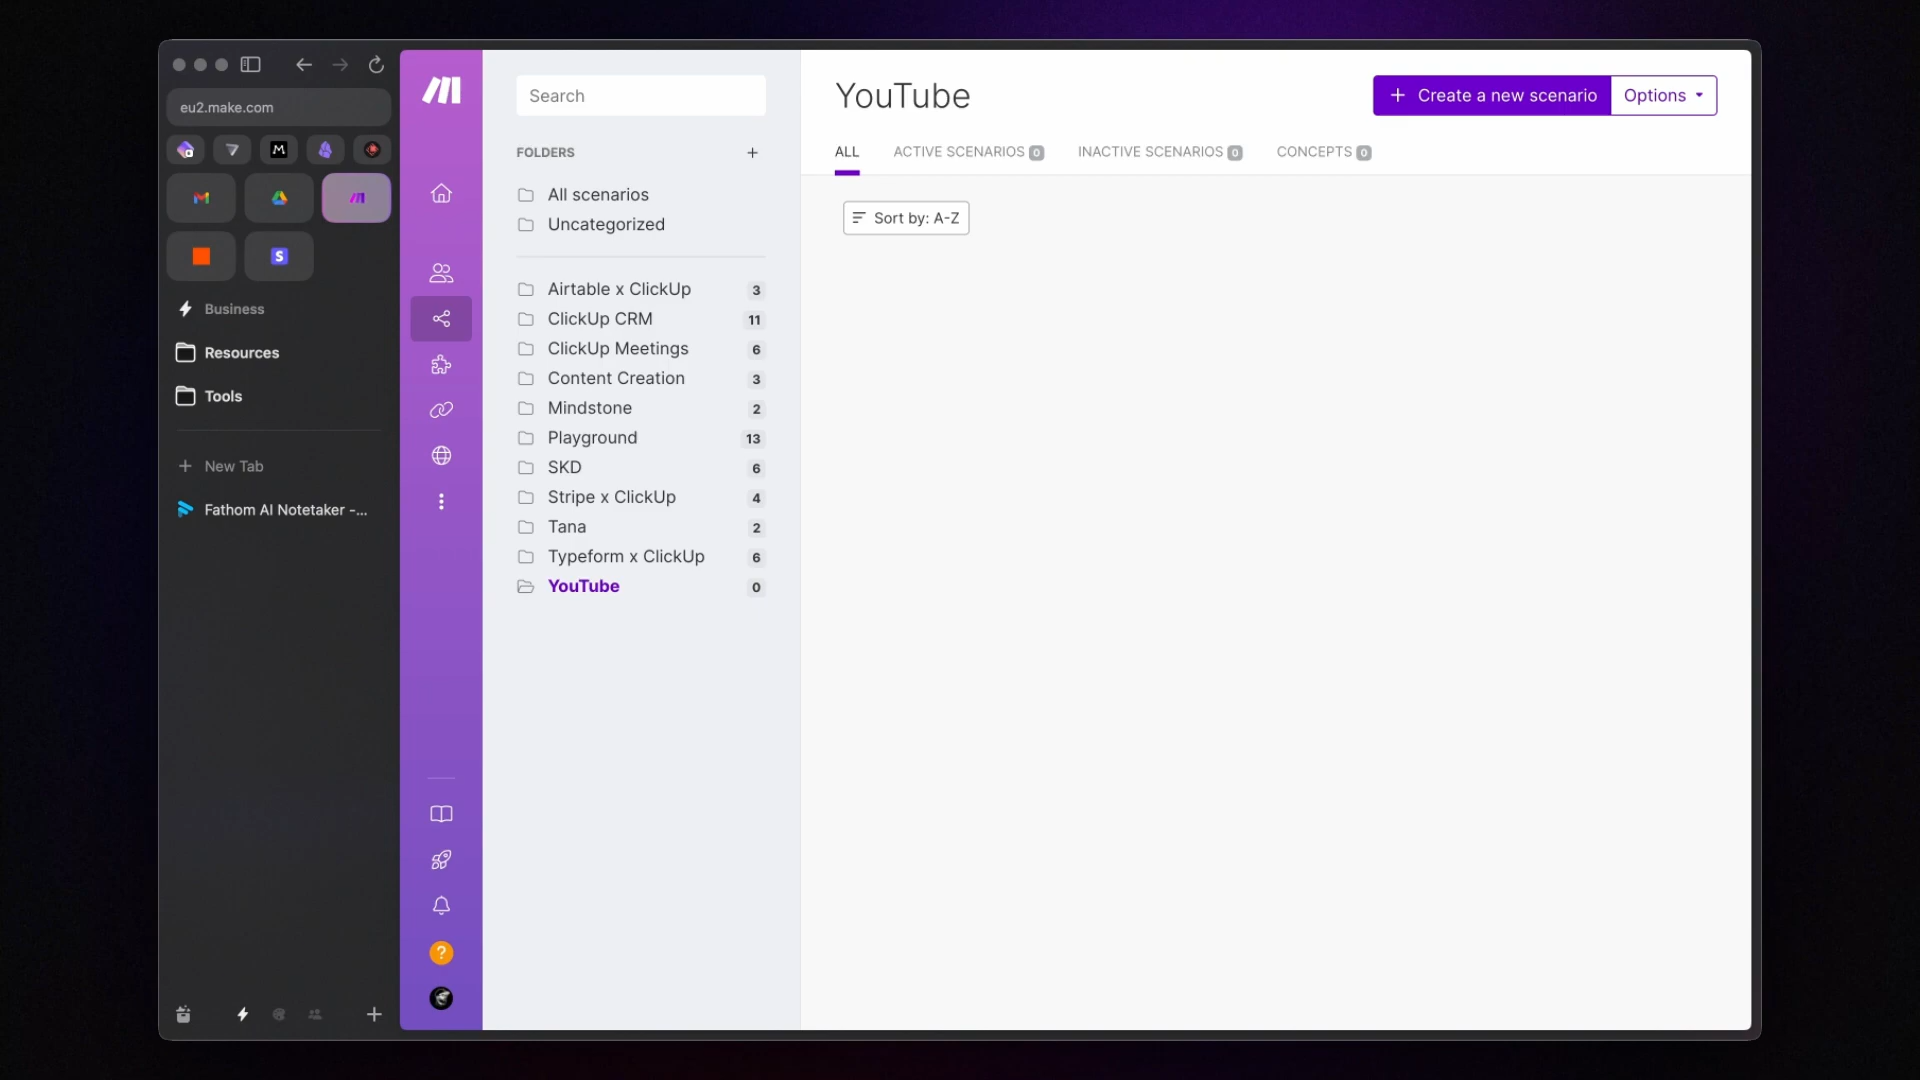 eu2.make.com
M
S
Business
Resources
Tools
New Tab
Fathom AI Notetaker -...
Search
FOLDERS
All scenarios
Uncategorized
Airtable x ClickUp 3
ClickUp CRM 11
ClickUp Meetings 6
Content Creation 3
Mindstone 2
Playground 13
SKD 6
Stripe x ClickUp 4
Tana 2
Typeform x ClickUp 6
YouTube 0
?
YouTube
+ Create a new scenario
Options
ALL ACTIVE SCENARIOS 0 INACTIVE SCENARIOS 0 CONCEPTS 0
Sort by: A-Z